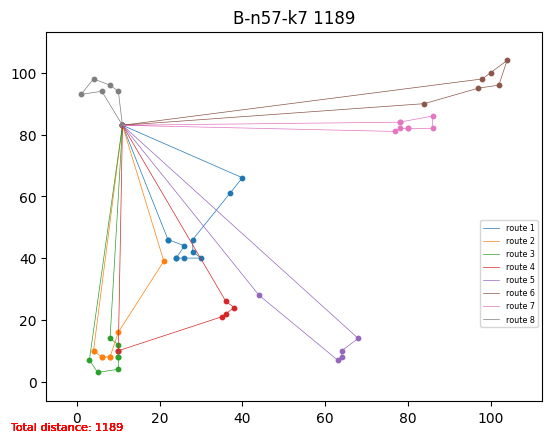 B-n57-k7 1189
100
80
60
40
20
0
0
20
40
60
80
100
route 1
route 2
route 3
route 4
route 5
route 6
route 7
route 8
Total distance: 1189